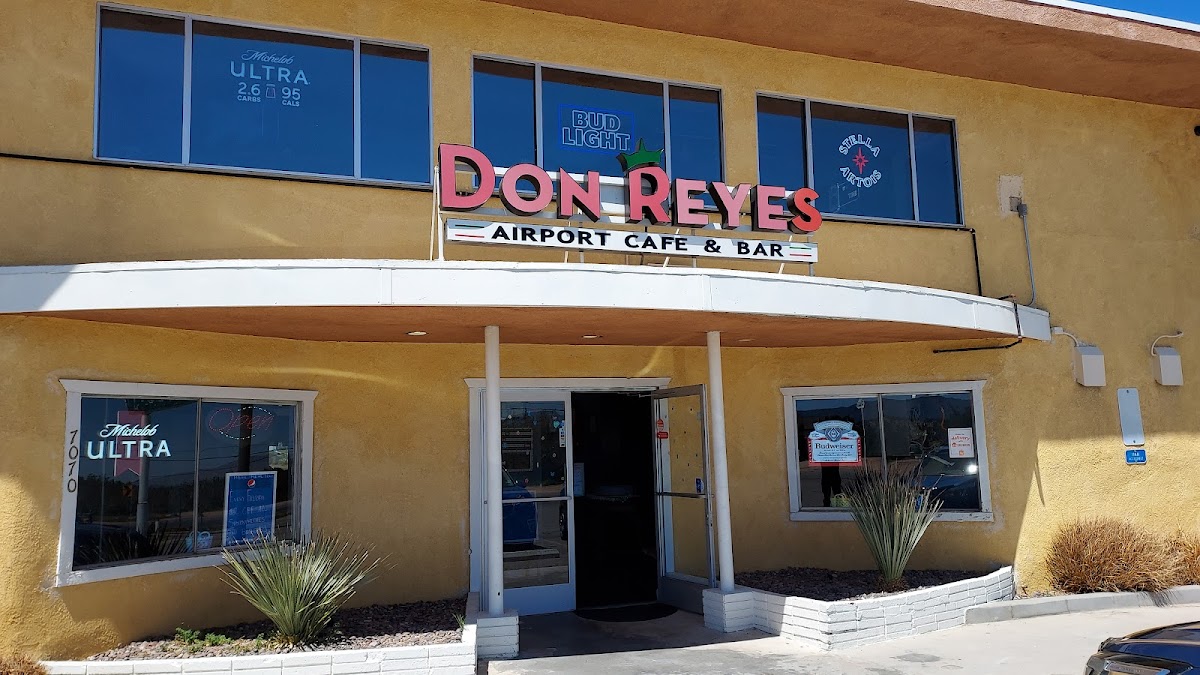 Michelob
ULTRA
2.6 95
CARBS CALS
BUD
LIGHT
STELLA
ARTOIS
DON REYES
AIRPORT CAFE & BAR
7070
Michelob
ULTRA
Open
Budweiser